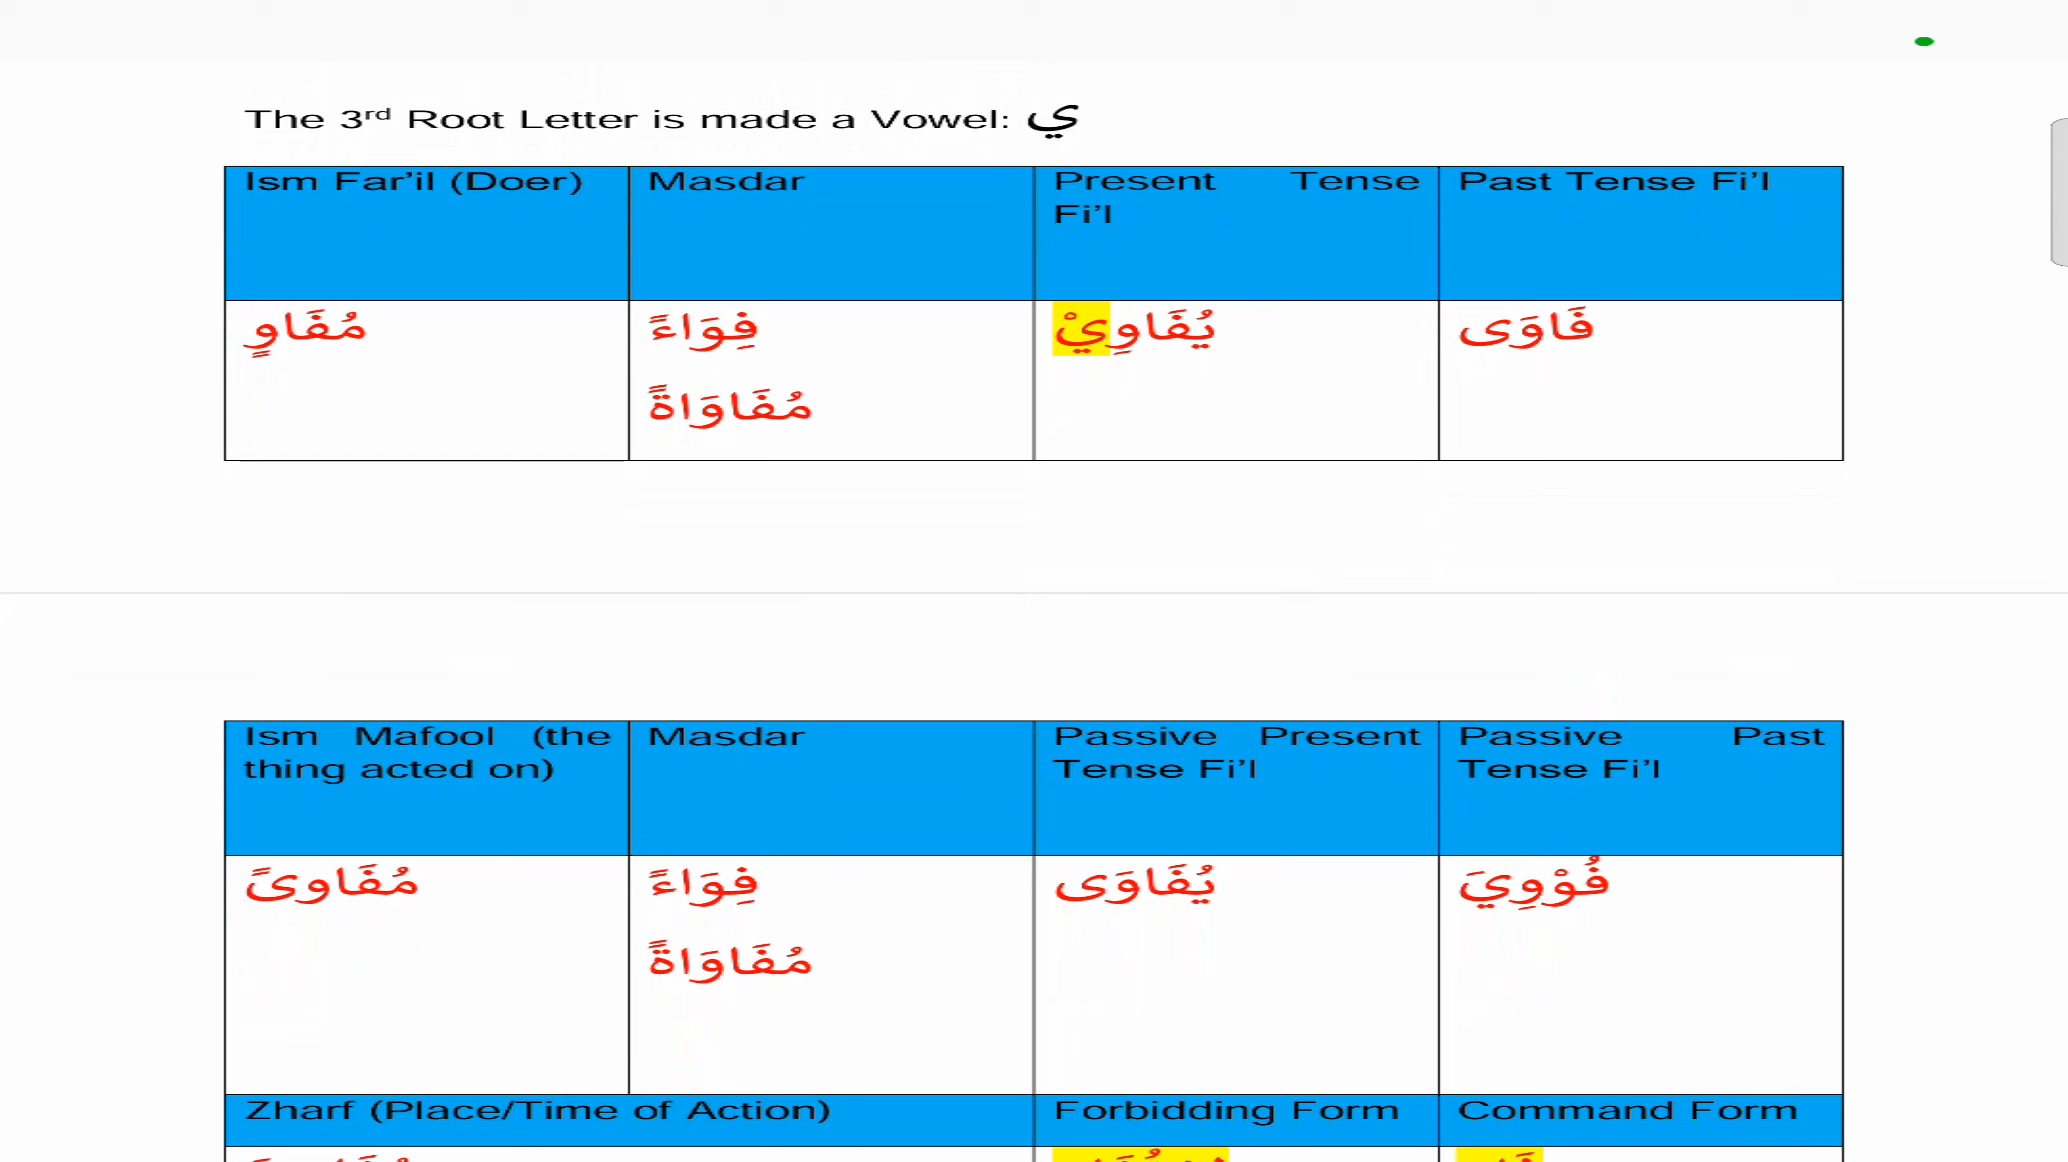 The 3rd Root Letter is made a Vowel: ي
Ism Far’il (Doer)
Masdar
Present Tense
Fi’l
Past Tense Fi’l
مُفَاوٍ
فِوَاءً
مُفَاوَاةً
يُفَاوِيْ
فَاوَى
Ism Mafool (the
thing acted on)
Masdar
Passive Present
Tense Fi’l
Passive Past
Tense Fi’l
مُفَاوىً
فِوَاءً
مُفَاوَاةً
يُفَاوَى
فُوْوِيَ
Zharf (Place/Time of Action)
Forbidding Form
Command Form